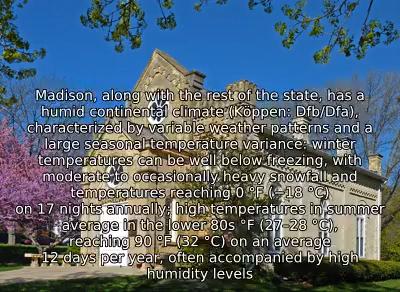 Madison, along with the rest of the state, has a
humid continental climate (Köppen: Dfb/Dfa),
characterized by variable weather patterns and a
large seasonal temperature variance: winter
temperatures can be well below freezing, with
moderate to occasionally heavy snowfall and
temperatures reaching 0 °F (−18 °C)
on 17 nights annually; high temperatures in summer
average in the lower 80s °F (27–28 °C),
reaching 90 °F (32 °C) on an average
12 days per year, often accompanied by high
humidity levels